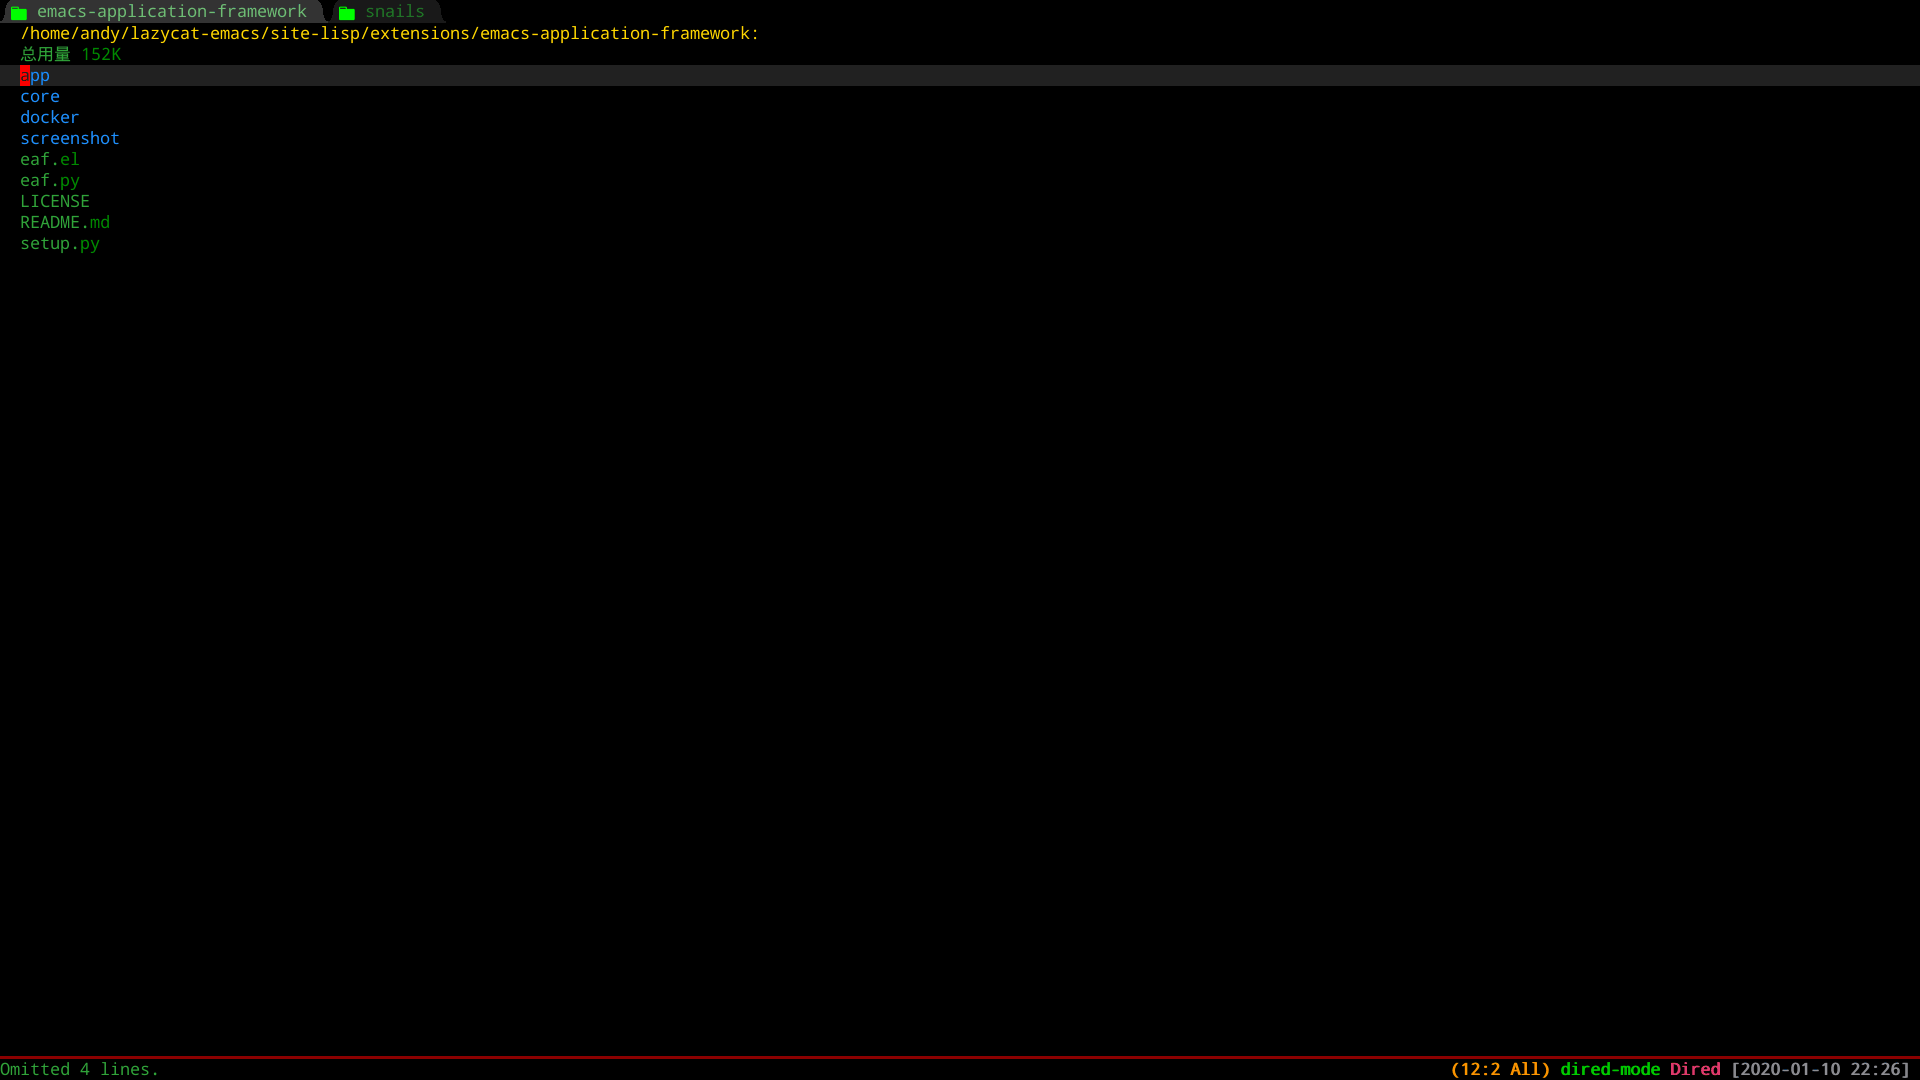 emacs-application-framework snails
/home/andy/lazycat-emacs/site-lisp/extensions/emacs-application-framework:
总用量 152K
app
core
docker
screenshot
eaf.el
eaf.py
LICENSE
README.md
setup.py
Omitted 4 lines. (12:2 All) dired-mode Dired [2020-01-10 22:26]